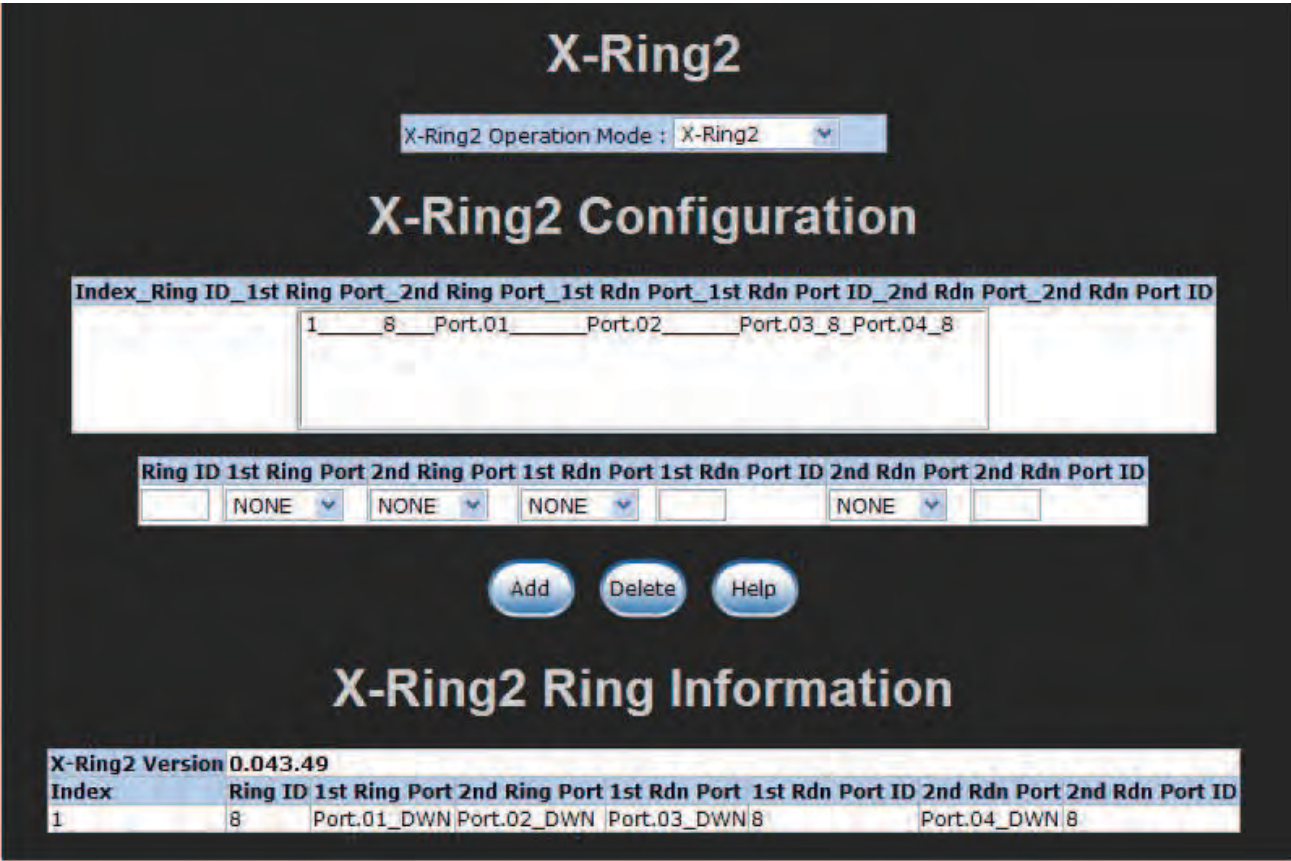 X-Ring2
X-Ring2 Operation Mode : X-Ring2
X-Ring2 Configuration
Index_Ring ID_1st Ring Port_2nd Ring Port_1st Rdn Port_1st Rdn Port ID_2nd Rdn Port_2nd Rdn Port ID
1_____8___Port.01______Port.02______Port.03_8_Port.04_8
Ring ID 1st Ring Port 2nd Ring Port 1st Rdn Port 1st Rdn Port ID 2nd Rdn Port 2nd Rdn Port ID
NONE NONE NONE NONE
Add Delete Help
X-Ring2 Ring Information
X-Ring2 Version 0.043.49
Index Ring ID 1st Ring Port 2nd Ring Port 1st Rdn Port 1st Rdn Port ID 2nd Rdn Port 2nd Rdn Port ID
1 8 Port.01_DWN Port.02_DWN Port.03_DWN 8 Port.04_DWN 8